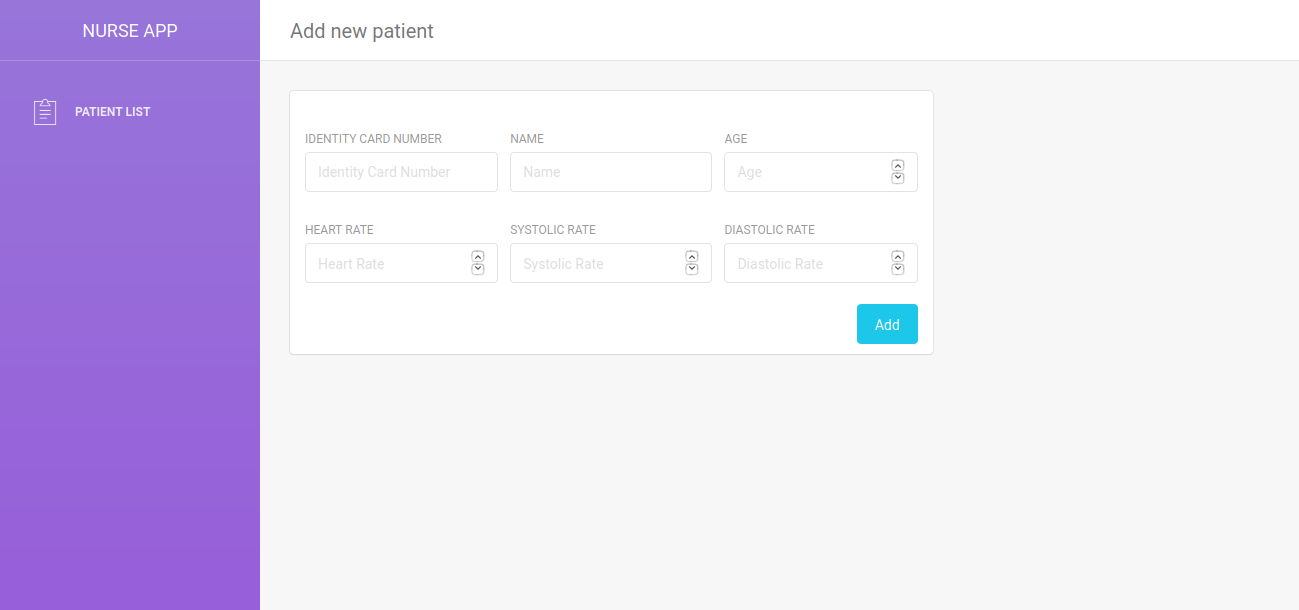 NURSE APP
Add new patient
PATIENT LIST
IDENTITY CARD NUMBER NAME AGE
Identity Card Number Name Age
HEART RATE SYSTOLIC RATE DIASTOLIC RATE
Heart Rate Systolic Rate Diastolic Rate
Add